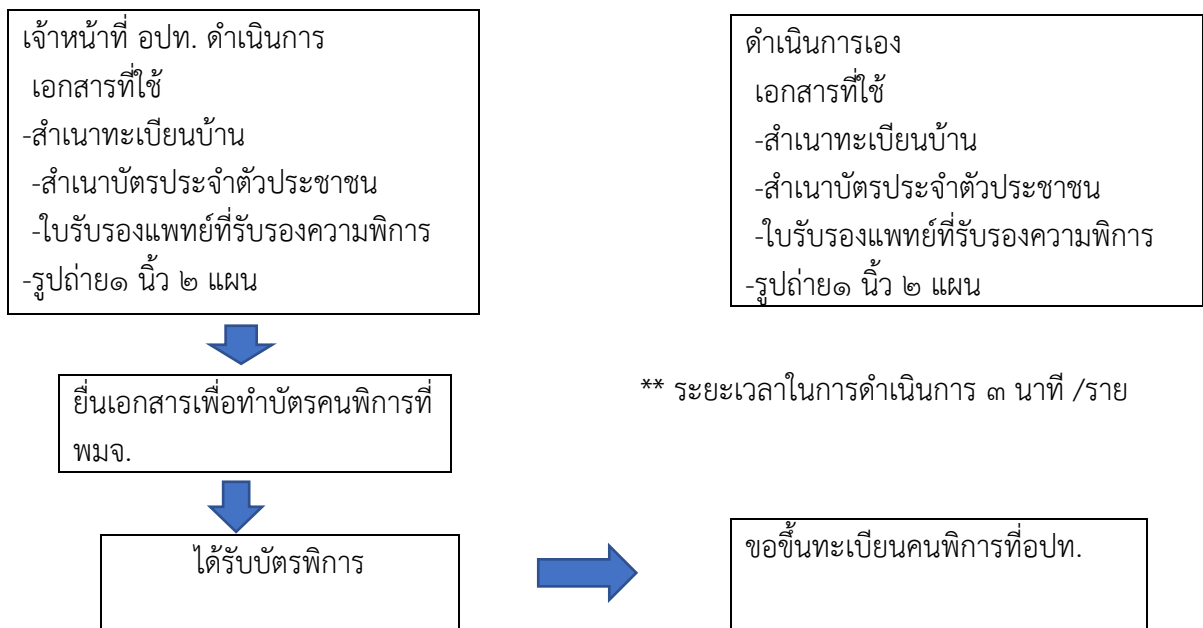 เจ้าหน้าที่ อปท. ดำเนินการ
เอกสารที่ใช้
-สำเนาทะเบียนบ้าน
-สำเนาบัตรประจำตัวประชาชน
-ใบรับรองแพทย์ที่รับรองความพิการ
-รูปถ่าย๑ นิ้ว ๒ แผน
ดำเนินการเอง
เอกสารที่ใช้
-สำเนาทะเบียนบ้าน
-สำเนาบัตรประจำตัวประชาชน
-ใบรับรองแพทย์ที่รับรองความพิการ
-รูปถ่าย๑ นิ้ว ๒ แผน
ยื่นเอกสารเพื่อทำบัตรคนพิการที่
พมจ.
** ระยะเวลาในการดำเนินการ ๓ นาที /ราย
ได้รับบัตรพิการ
ขอขึ้นทะเบียนคนพิการที่อปท.